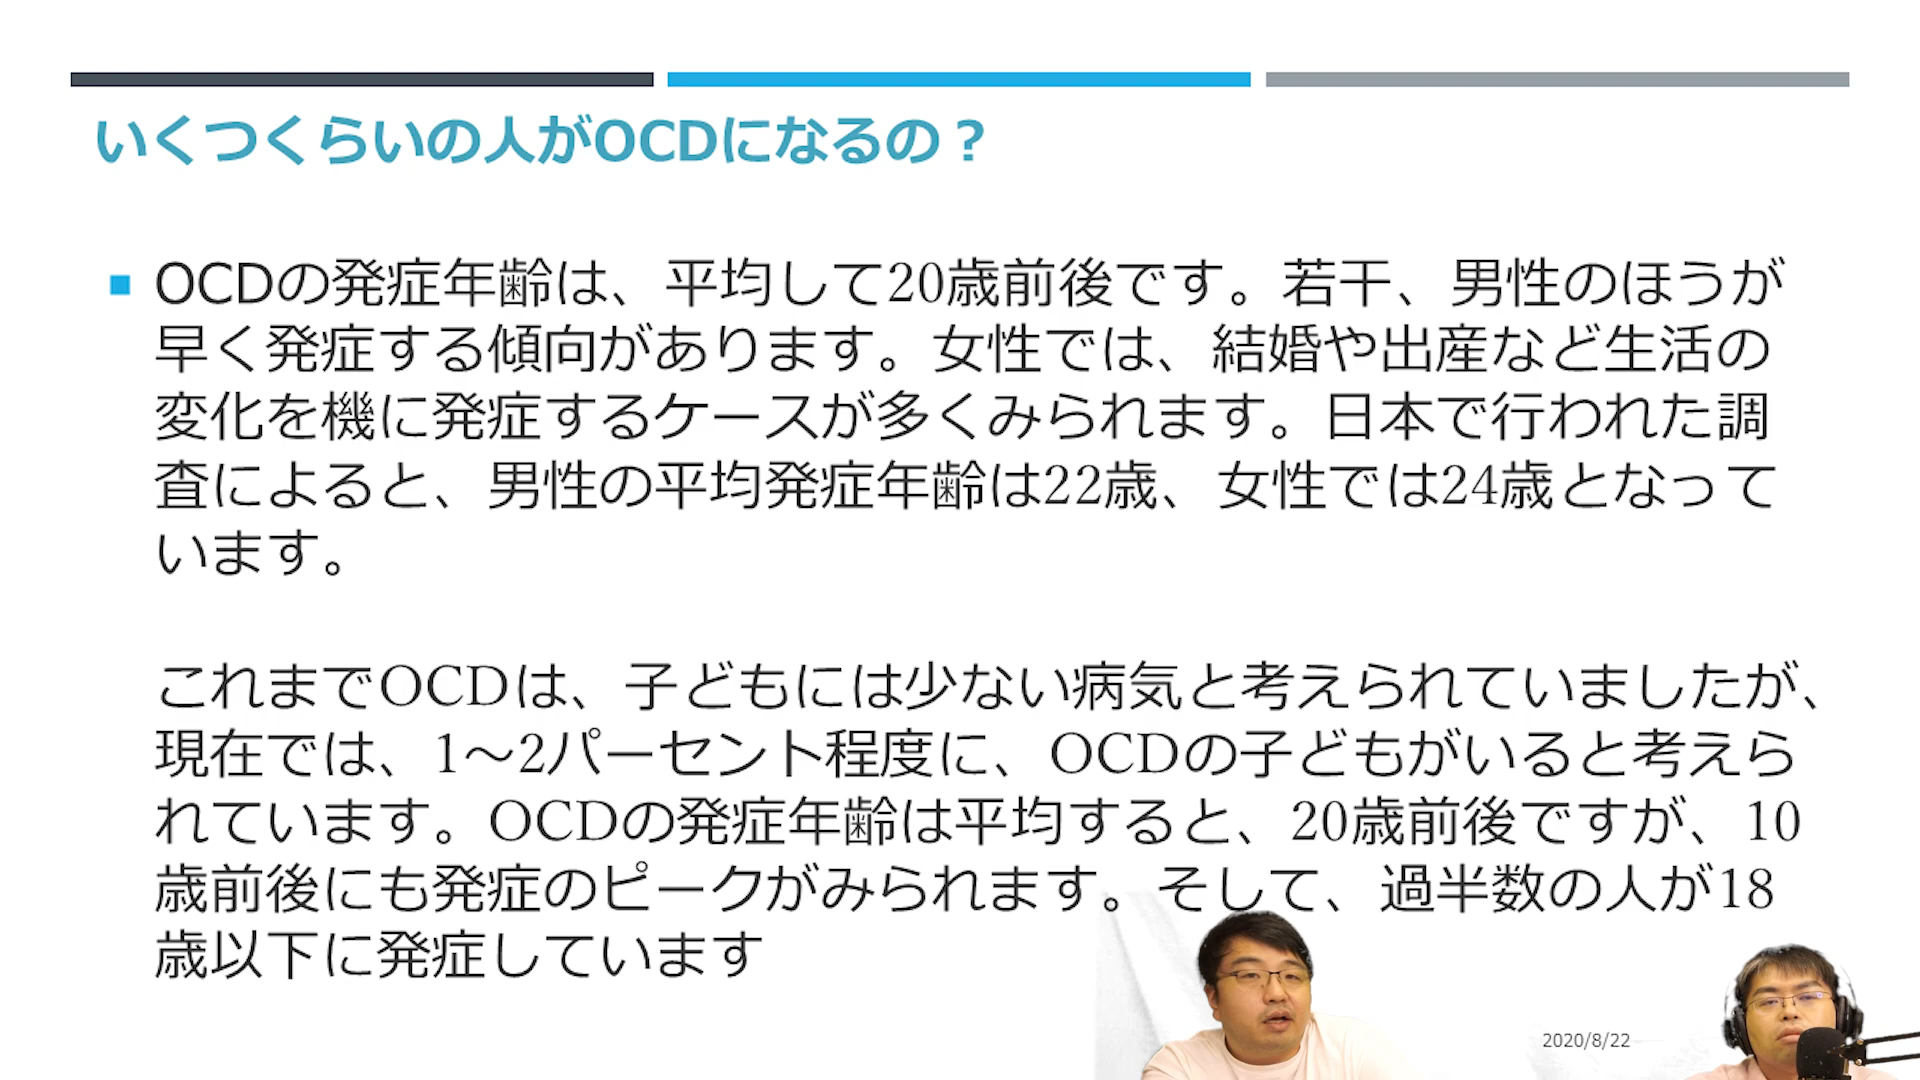 いくつくらいの人がOCDになるの？
OCDの発症年齢は、平均して20歳前後です。若干、男性のほうが
早く発症する傾向があります。女性では、結婚や出産など生活の
変化を機に発症するケースが多くみられます。日本で行われた調
査によると、男性の平均発症年齢は22歳、女性では24歳となって
います。
これまでOCDは、子どもには少ない病気と考えられていましたが、
現在では、1～2パーセント程度に、OCDの子どもがいると考えら
れています。OCDの発症年齢は平均すると、20歳前後ですが、10
歳前後にも発症のピークがみられます。そして、過半数の人が18
歳以下に発症しています
2020/8/22